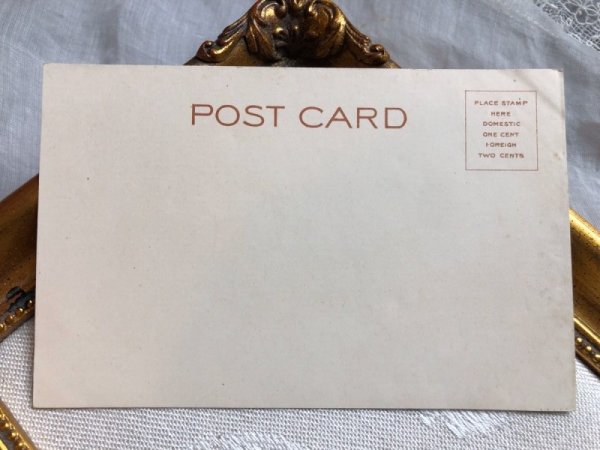 POST CARD
PLACE STAMP
HERE
DOMESTIC
ONE CENT
FOREIGN
TWO CENTS